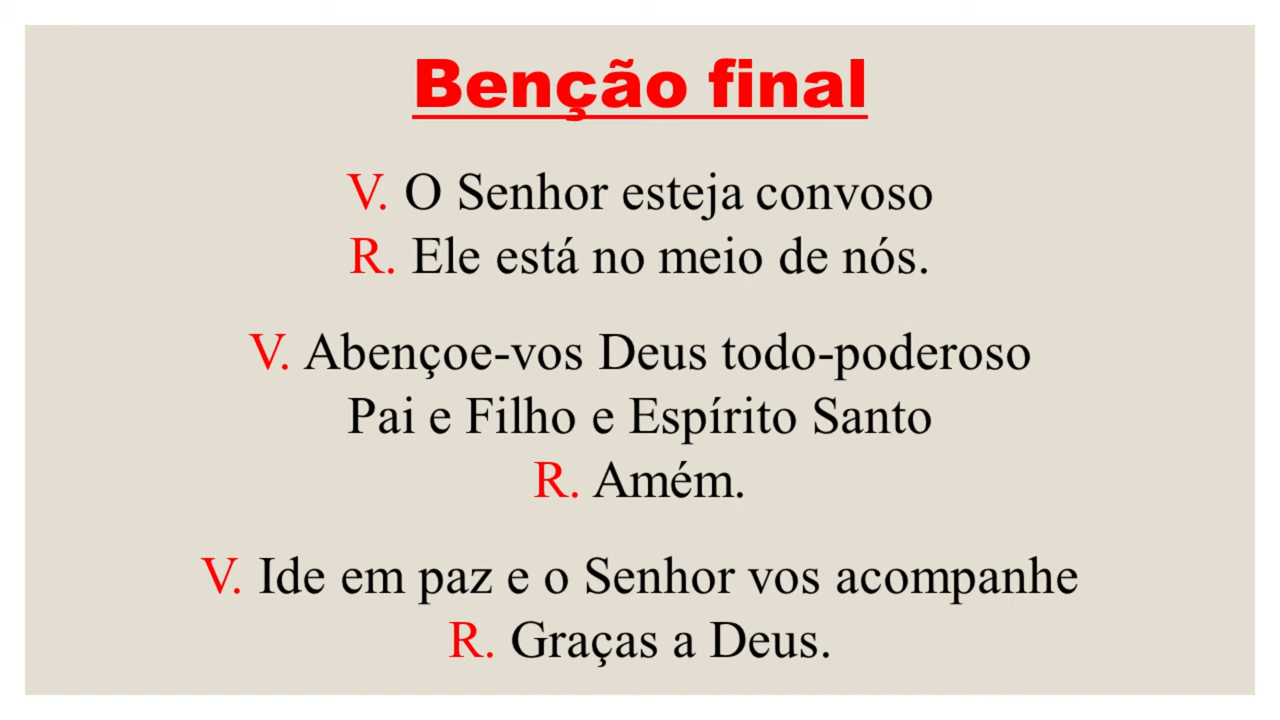 Benção final
V. O Senhor esteja convoso
R. Ele está no meio de nós.
V. Abençoe-vos Deus todo-poderoso
Pai e Filho e Espírito Santo
R. Amém.
V. Ide em paz e o Senhor vos acompanhe
R. Graças a Deus.